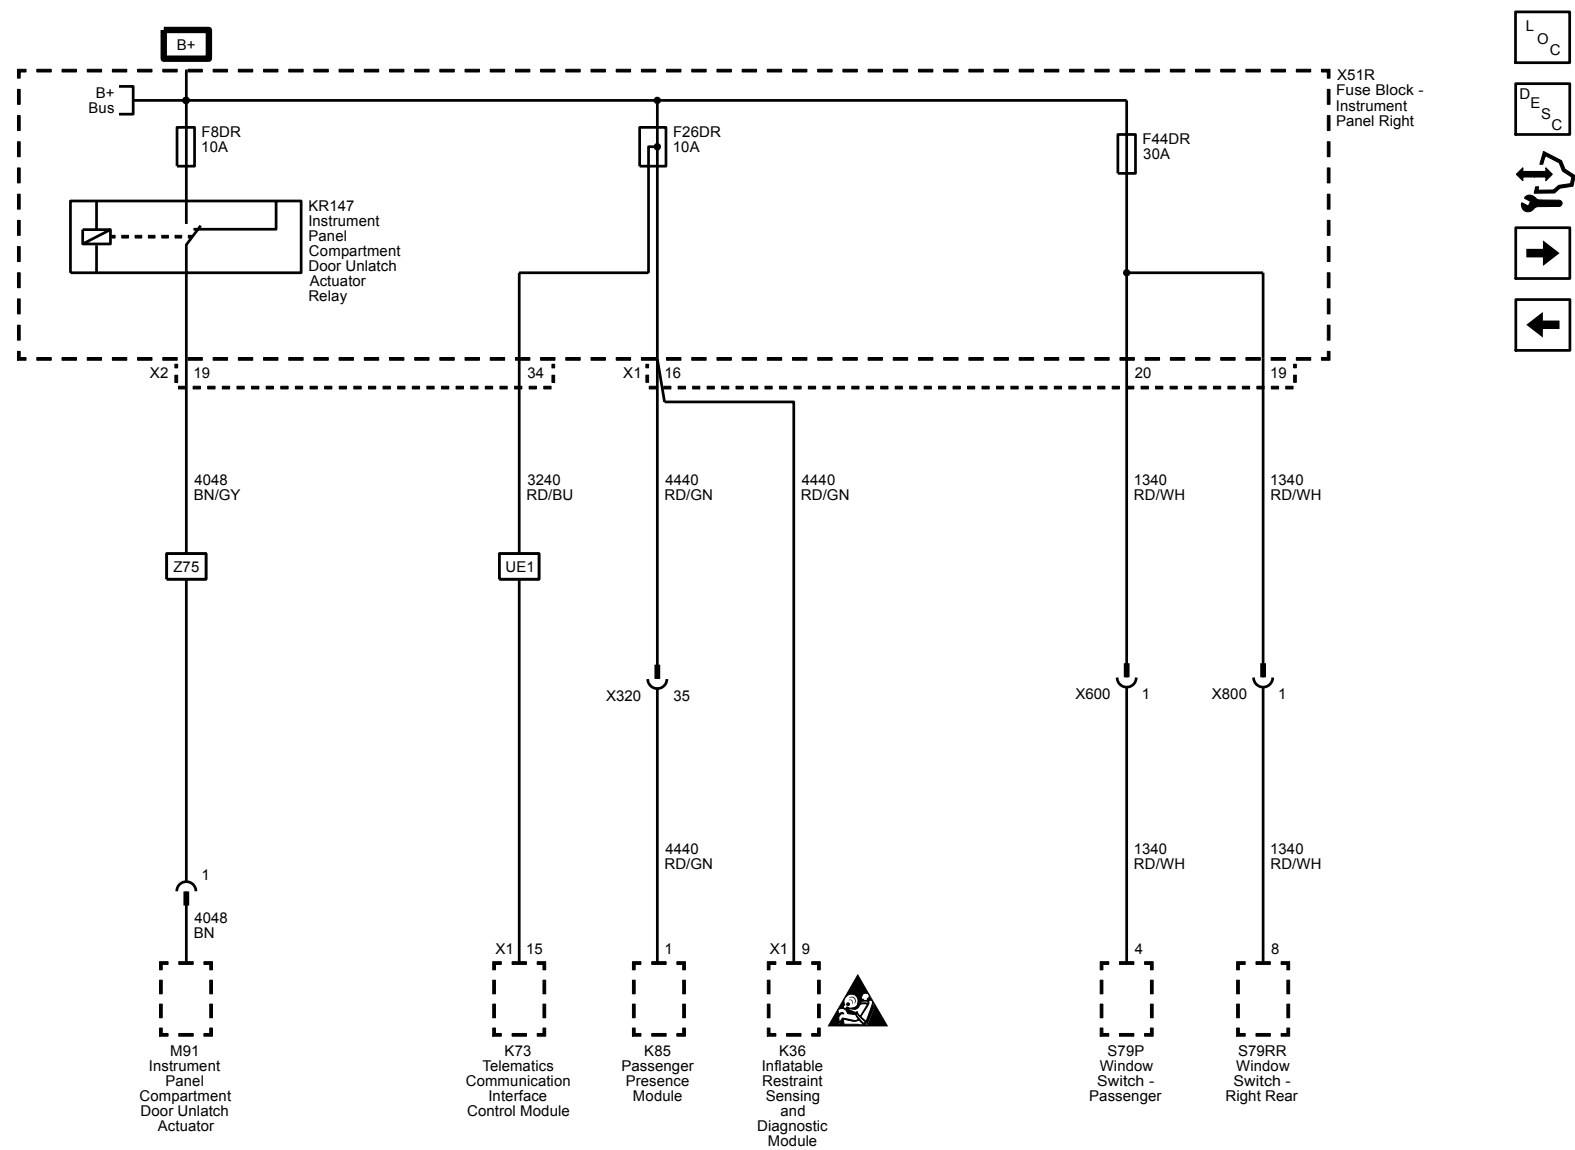 B+
L
O
C
X51R
Fuse Block -
Instrument
Panel Right
B+
Bus
D
E
S
C
F8DR
10A
F26DR
10A
F44DR
30A
KR147
Instrument
Panel
Compartment
Door Unlatch
Actuator
Relay
X2 19
34
X1 16
20
19
4048
BN/GY
3240
RD/BU
4440
RD/GN
4440
RD/GN
1340
RD/WH
1340
RD/WH
Z75
UE1
X320 35
X600 1
X800 1
4440
RD/GN
1340
RD/WH
1340
RD/WH
1
4048
BN
X1 15
1
X1 9
4
8
M91
Instrument
Panel
Compartment
Door Unlatch
Actuator
K73
Telematics
Communication
Interface
Control Module
K85
Passenger
Presence
Module
K36
Inflatable
Restraint
Sensing
and
Diagnostic
Module
S79P
Window
Switch -
Passenger
S79RR
Window
Switch -
Right Rear